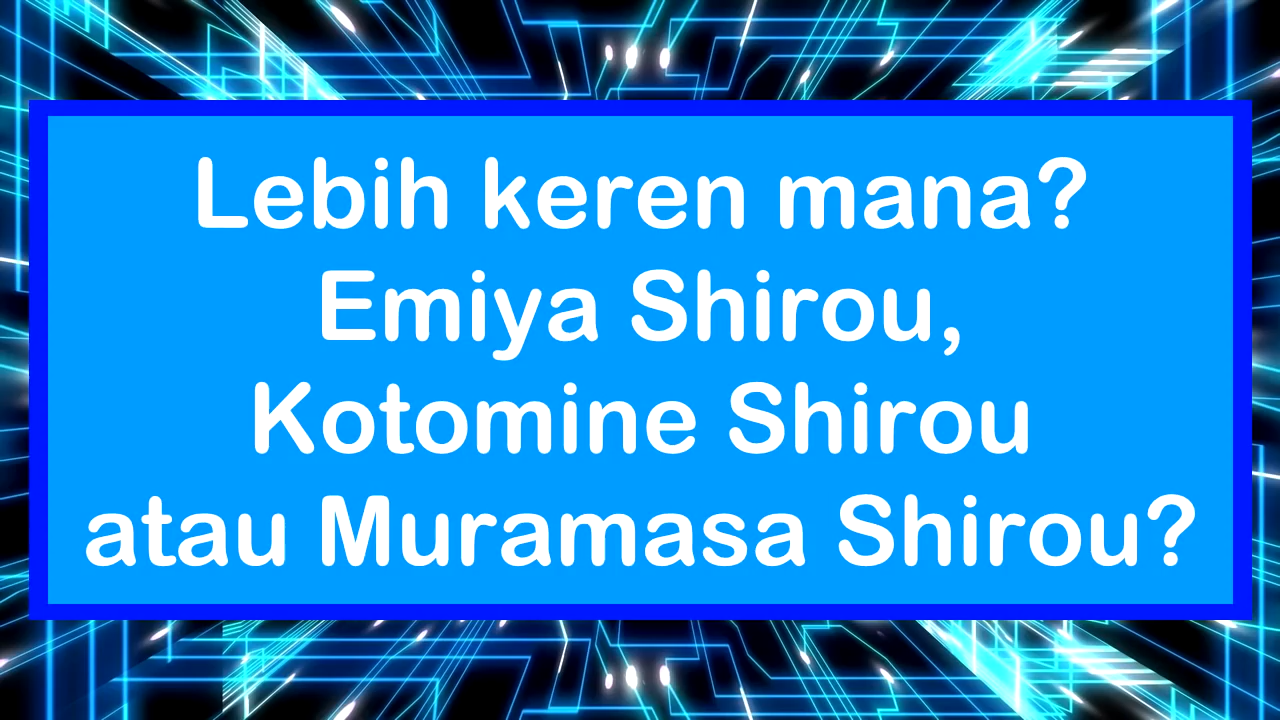 Lebih keren mana?
Emiya Shirou,
Kotomine Shirou
atau Muramasa Shirou?